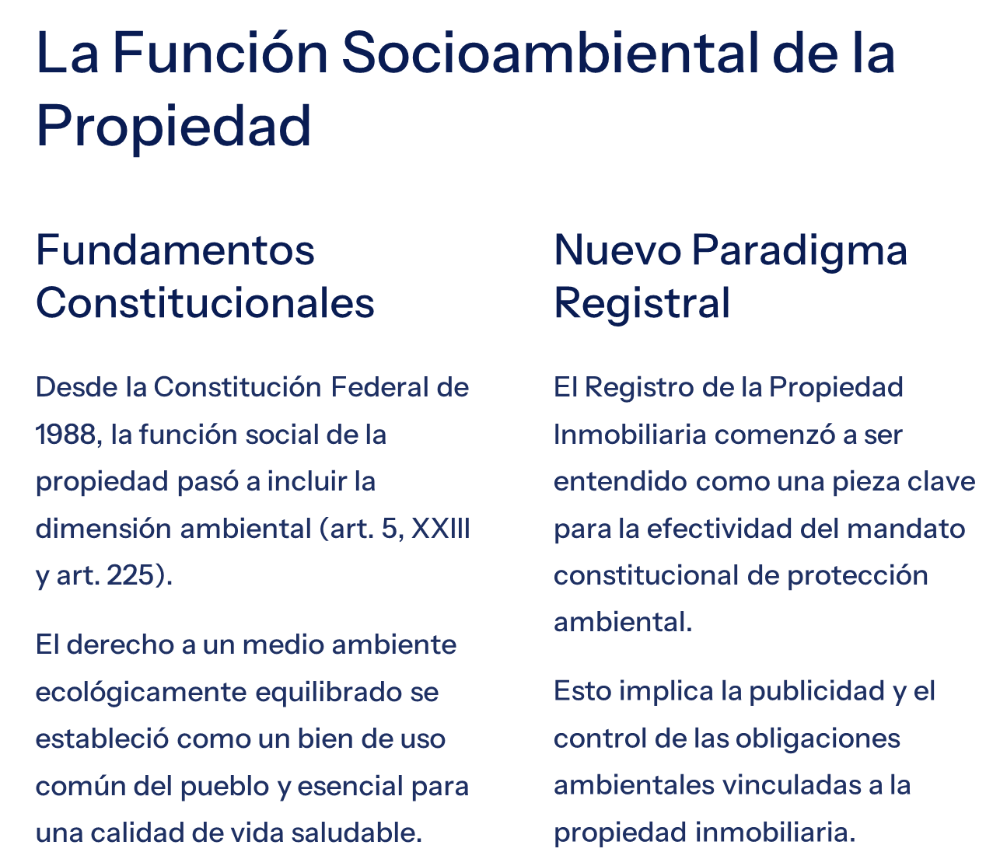 La Función Socioambiental de la
Propiedad
Fundamentos
Constitucionales
Desde la Constitución Federal de
1988, la función social de la
propiedad pasó a incluir la
dimensión ambiental (art. 5, XXIII
y art. 225).
El derecho a un medio ambiente
ecológicamente equilibrado se
estableció como un bien de uso
común del pueblo y esencial para
una calidad de vida saludable.
Nuevo Paradigma
Registral
El Registro de la Propiedad
Inmobiliaria comenzó a ser
entendido como una pieza clave
para la efectividad del mandato
constitucional de protección
ambiental.
Esto implica la publicidad y el
control de las obligaciones
ambientales vinculadas a la
propiedad inmobiliaria.